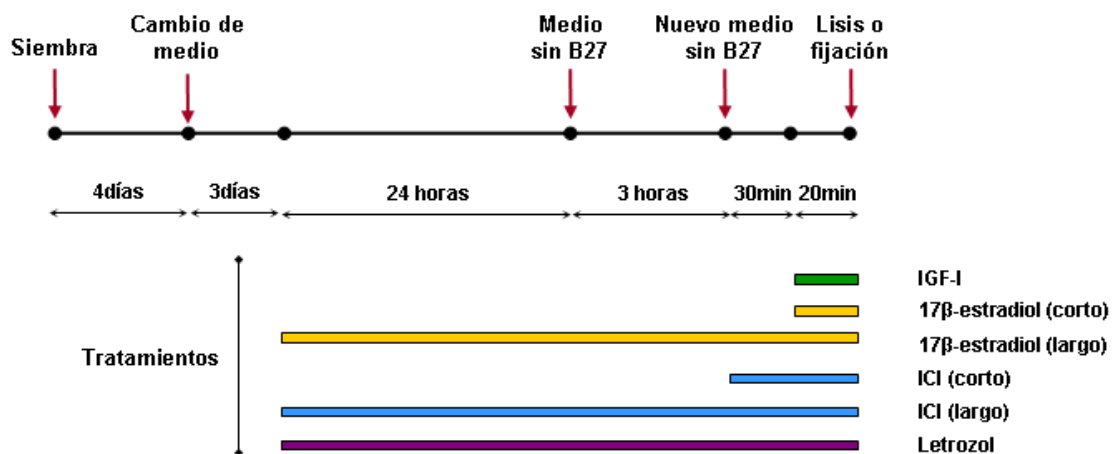 Siembra
Cambio de
medio
Medio
sin B27
Nuevo medio
sin B27
Lisis o
fijación
4días
3días
24 horas
3 horas
30min
20min
Tratamientos
IGF-I
17β-estradiol (corto)
17β-estradiol (largo)
ICI (corto)
ICI (largo)
Letrozol